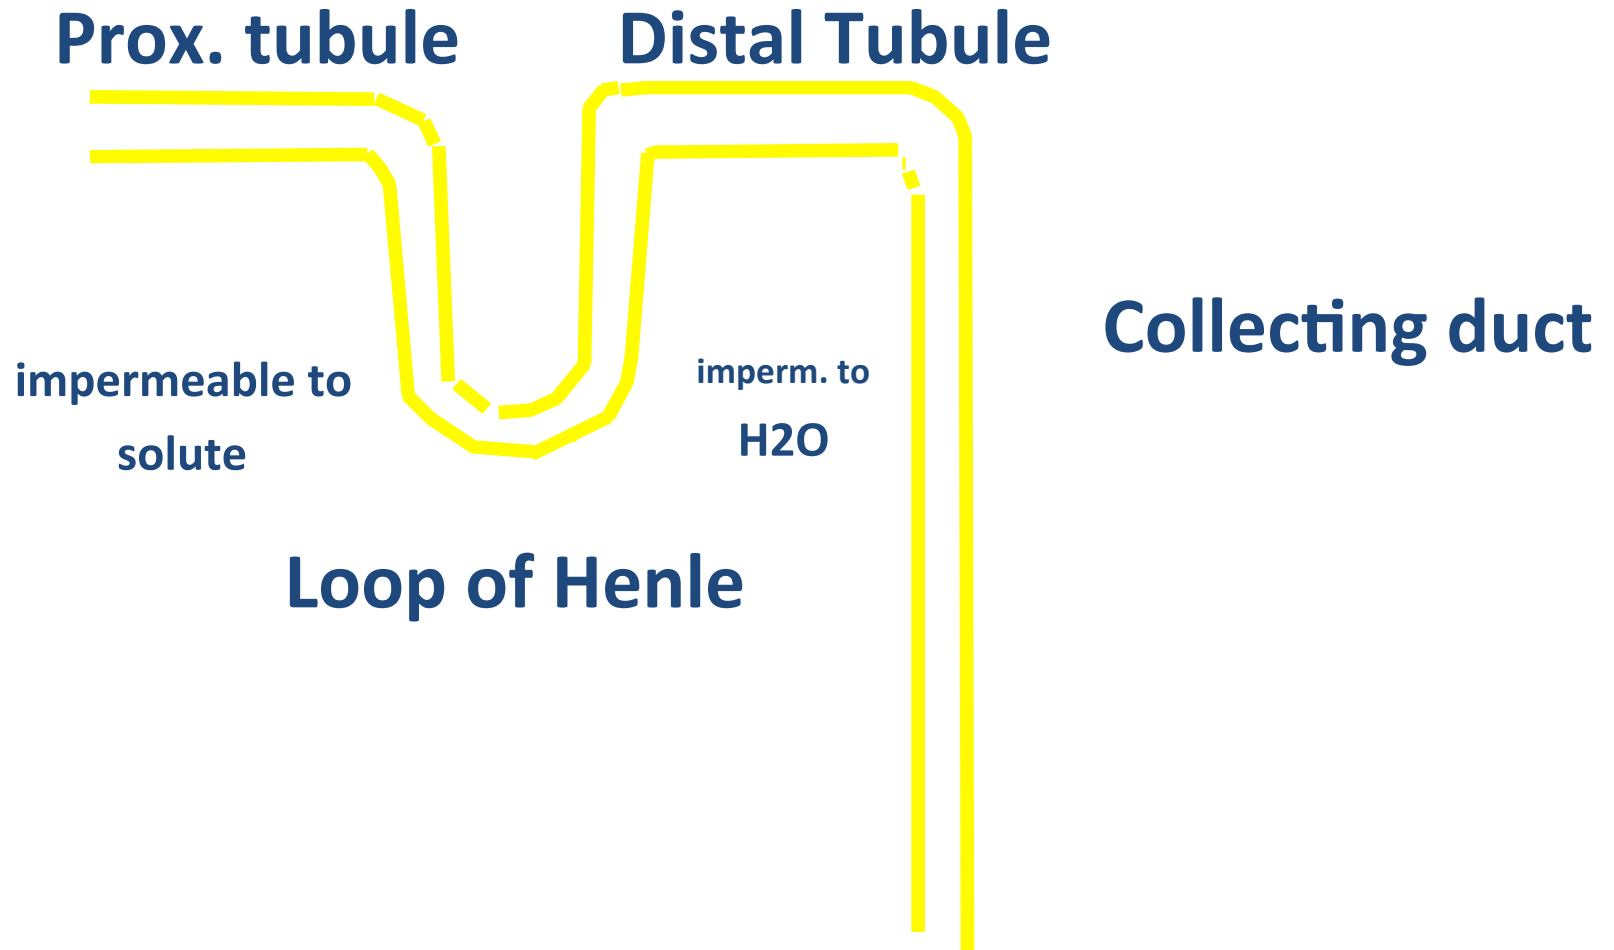 Prox. tubule
Distal Tubule
Collecting duct
impermeable to
solute
imperm. to
H2O
Loop of Henle